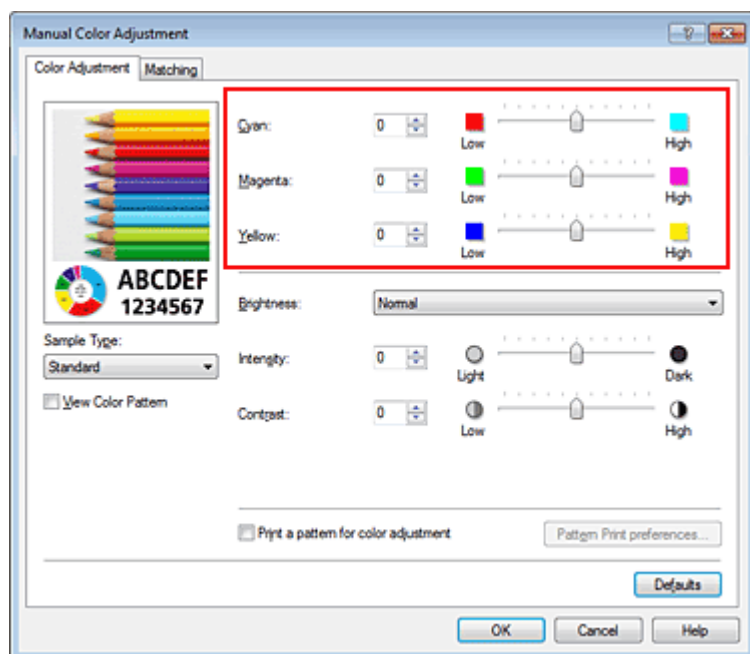 Manual Color Adjustment
Color Adjustment Matching
Cyan: 0 Low High
Magenta: 0 Low High
Yellow: 0 Low High
ABCDEF
1234567
Brightness: Normal
Sample Type:
Standard
Intensity: 0 Light Dark
View Color Pattern
Contrast: 0 Low High
Print a pattern for color adjustment Pattern Print preferences...
Defaults
OK Cancel Help